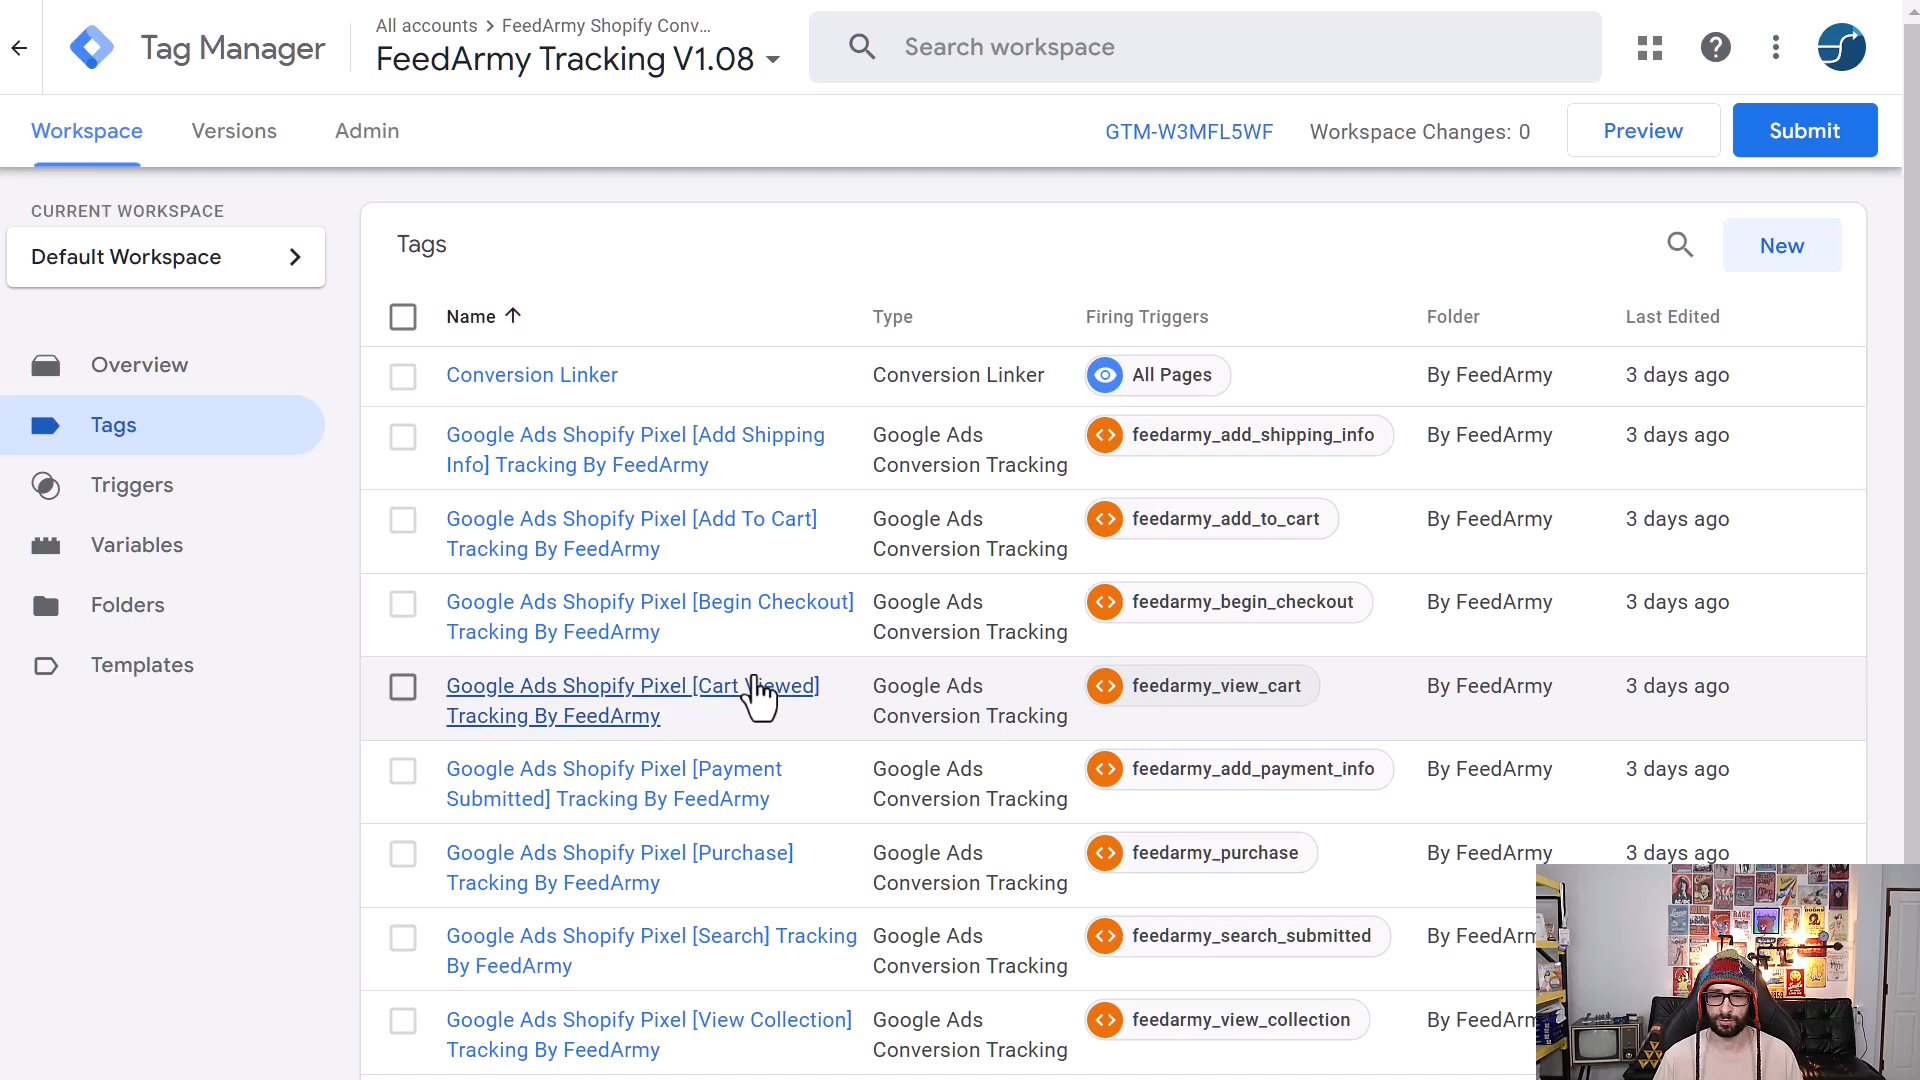 All accounts > FeedArmy Shopify Conv...
Tag Manager
FeedArmy Tracking V1.08
Search workspace
Workspace
Versions
Admin
GTM-W3MFL5WF
Workspace Changes: 0
Preview
Submit
CURRENT WORKSPACE
Default Workspace
Overview
Tags
Triggers
Variables
Folders
Templates
Tags
New
Name
Type
Firing Triggers
Folder
Last Edited
Conversion Linker
Conversion Linker
All Pages
By FeedArmy
3 days ago
Google Ads Shopify Pixel [Add Shipping
Info] Tracking By FeedArmy
Google Ads
Conversion Tracking
feedarmy_add_shipping_info
By FeedArmy
3 days ago
Google Ads Shopify Pixel [Add To Cart]
Tracking By FeedArmy
Google Ads
Conversion Tracking
feedarmy_add_to_cart
By FeedArmy
3 days ago
Google Ads Shopify Pixel [Begin Checkout]
Tracking By FeedArmy
Google Ads
Conversion Tracking
feedarmy_begin_checkout
By FeedArmy
3 days ago
Google Ads Shopify Pixel [Cart Viewed]
Tracking By FeedArmy
Google Ads
Conversion Tracking
feedarmy_view_cart
By FeedArmy
3 days ago
Google Ads Shopify Pixel [Payment
Submitted] Tracking By FeedArmy
Google Ads
Conversion Tracking
feedarmy_add_payment_info
By FeedArmy
3 days ago
Google Ads Shopify Pixel [Purchase]
Tracking By FeedArmy
Google Ads
Conversion Tracking
feedarmy_purchase
By FeedArmy
3 days ago
Google Ads Shopify Pixel [Search] Tracking
By FeedArmy
Google Ads
Conversion Tracking
feedarmy_search_submitted
By FeedArm
Google Ads Shopify Pixel [View Collection]
Tracking By FeedArmy
Google Ads
Conversion Tracking
feedarmy_view_collection
By FeedArm